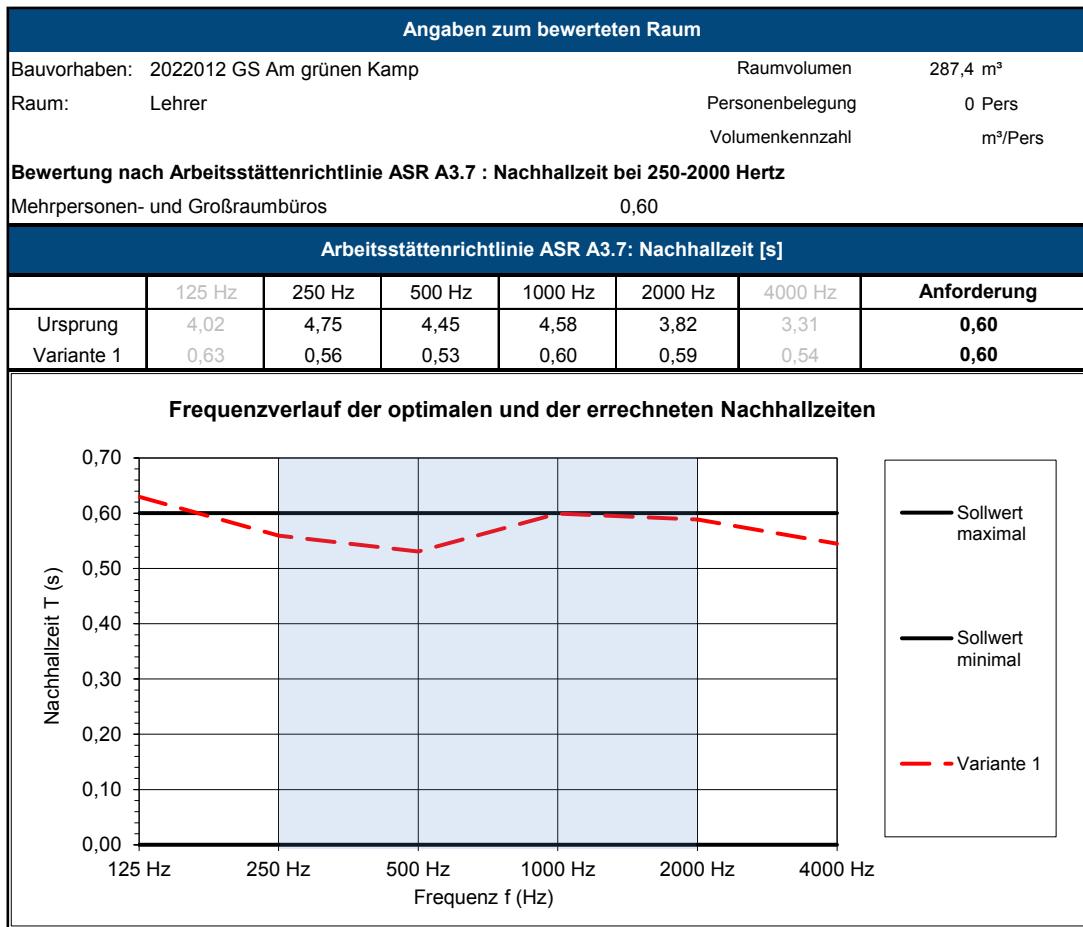 Angaben zum bewerteten Raum
Bauvorhaben: 2022012 GS Am grünen Kamp Raumvolumen 287,4 m³
Raum: Lehrer Personenbelegung 0 Pers
Volumenkennzahl m³/Pers
Bewertung nach Arbeitsstättenrichtlinie ASR A3.7 : Nachhallzeit bei 250-2000 Hertz
Mehrpersonen- und Großraumbüros 0,60
Arbeitsstättenrichtlinie ASR A3.7: Nachhallzeit [s]
125 Hz 250 Hz 500 Hz 1000 Hz 2000 Hz 4000 Hz Anforderung
Ursprung 4,02 4,75 4,45 4,58 3,82 3,31 0,60
Variante 1 0,63 0,56 0,53 0,60 0,59 0,54 0,60
Frequenzverlauf der optimalen und der errechneten Nachhallzeiten
Nachhallzeit T (s)
0,70
0,60
0,50
0,40
0,30
0,20
0,10
0,00
125 Hz 250 Hz 500 Hz 1000 Hz 2000 Hz 4000 Hz
Frequenz f (Hz)
Sollwert
maximal
Sollwert
minimal
Variante 1